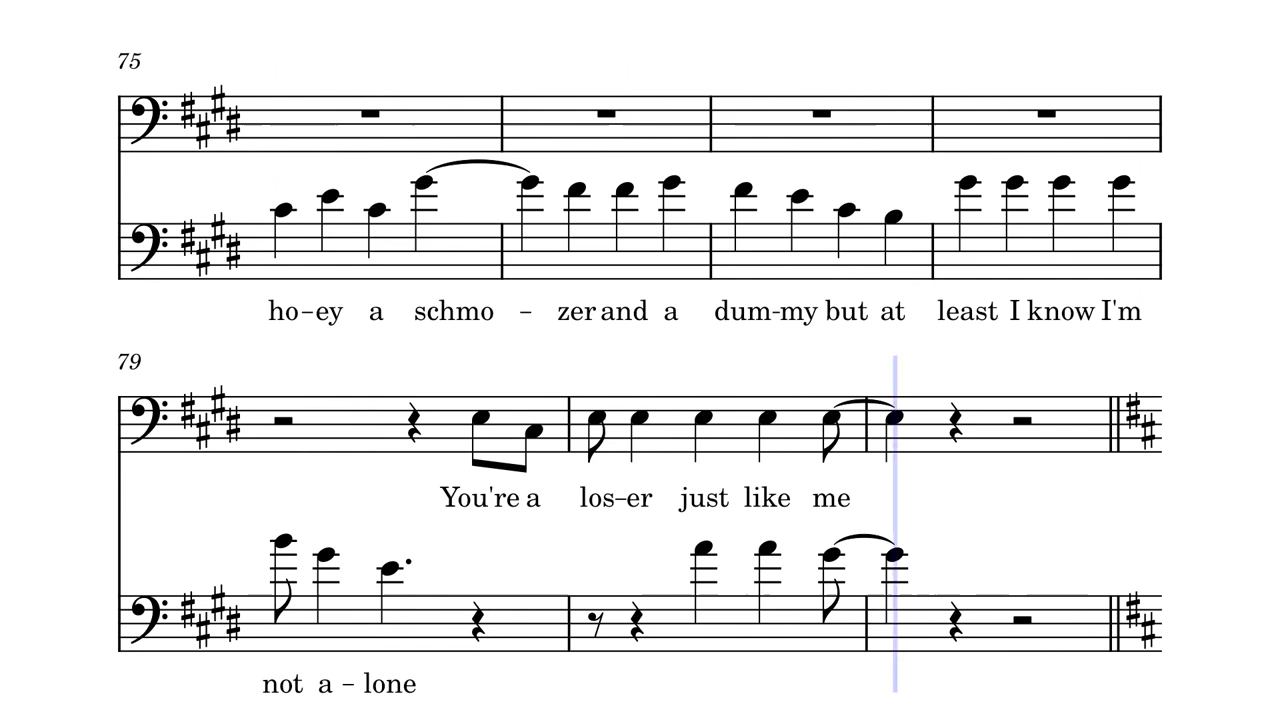 75
ho-ey a schmo - zer and a dum-my but at least I know I'm
79
You're a los-er just like me
not a - lone